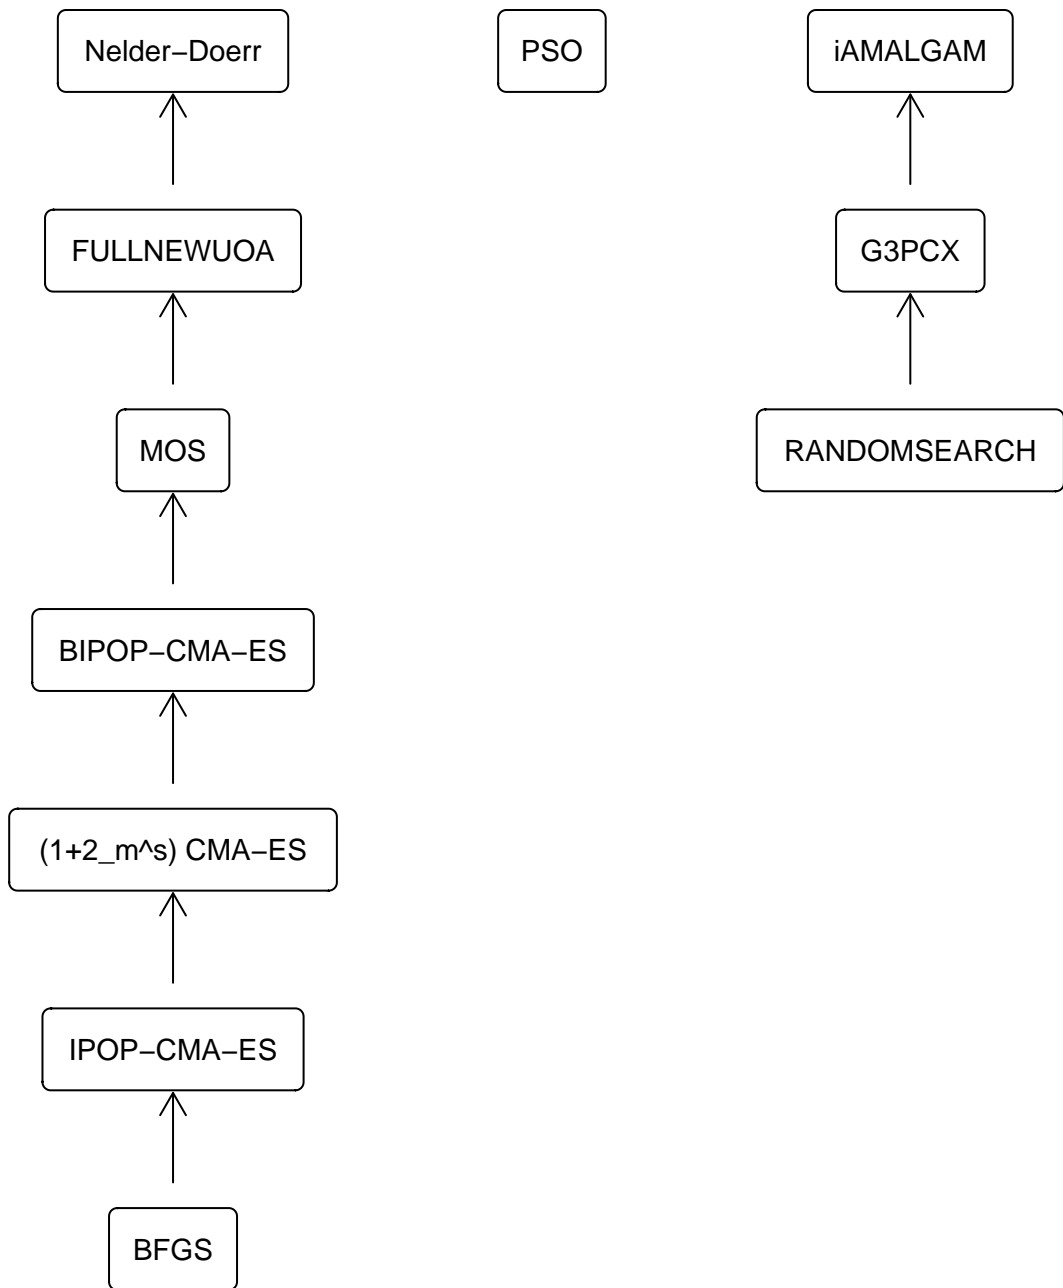 Nelder−Doerr
PSO
iAMALGAM
FULLNEWUOA
G3PCX
MOS
RANDOMSEARCH
BIPOP−CMA−ES
(1+2_m^s) CMA−ES
IPOP−CMA−ES
BFGS